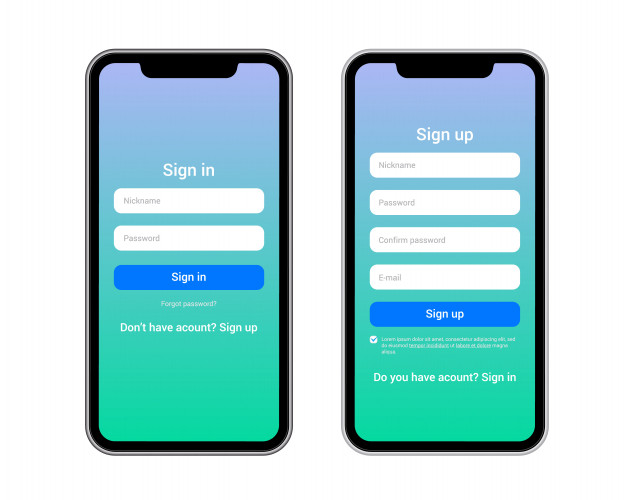 Sign in
Nickname
Password
Sign in
Forgot password?
Don't have acount? Sign up
Sign up
Nickname
Password
Confirm password
E-mail
Sign up
Lorem ipsum dolor sit amet, consectetur adipiscing elit, sed
do eiusmod tempor incididunt ut labore et dolore magna
aliqua.
Do you have acount? Sign in